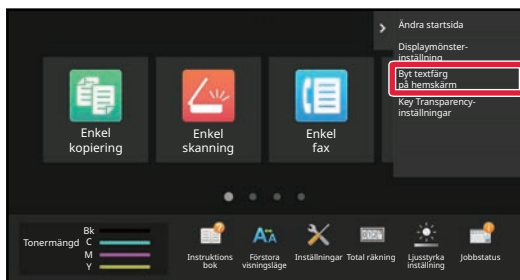 Ändra startsida
Displaymönster-
inställning
Byt textfärg
på hemskärm
Key Transparency-
inställningar
Enkel
kopiering
Enkel
skanning
Enkel
fax
Tonermängd
Bk
C
M
Y
Instruktions
bok
Förstora
visningsläge
Inställningar
Total räkning
Ljusstyrka
inställning
Jobbstatus